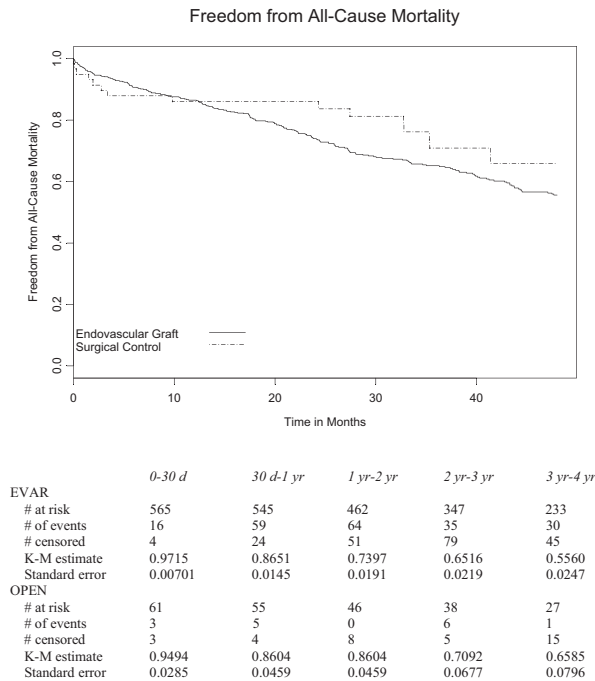 Freedom from All-Cause Mortality
Freedom from All-Cause Mortality
1.0
0.8
0.6
0.4
0.2
0.0
Endovascular Graft
Surgical Control
0 10 20 30 40
Time in Months
0-30 d 30 d-1 yr 1 yr-2 yr 2 yr-3 yr 3 yr-4 yr
EVAR
# at risk 565 545 462 347 233
# of events 16 59 64 35 30
# censored 4 24 51 79 45
K-M estimate 0.9715 0.8651 0.7397 0.6516 0.5560
Standard error 0.00701 0.0145 0.0191 0.0219 0.0247
OPEN
# at risk 61 55 46 38 27
# of events 3 5 0 6 1
# censored 3 4 8 5 15
K-M estimate 0.9494 0.8604 0.8604 0.7092 0.6585
Standard error 0.0285 0.0459 0.0459 0.0677 0.0796